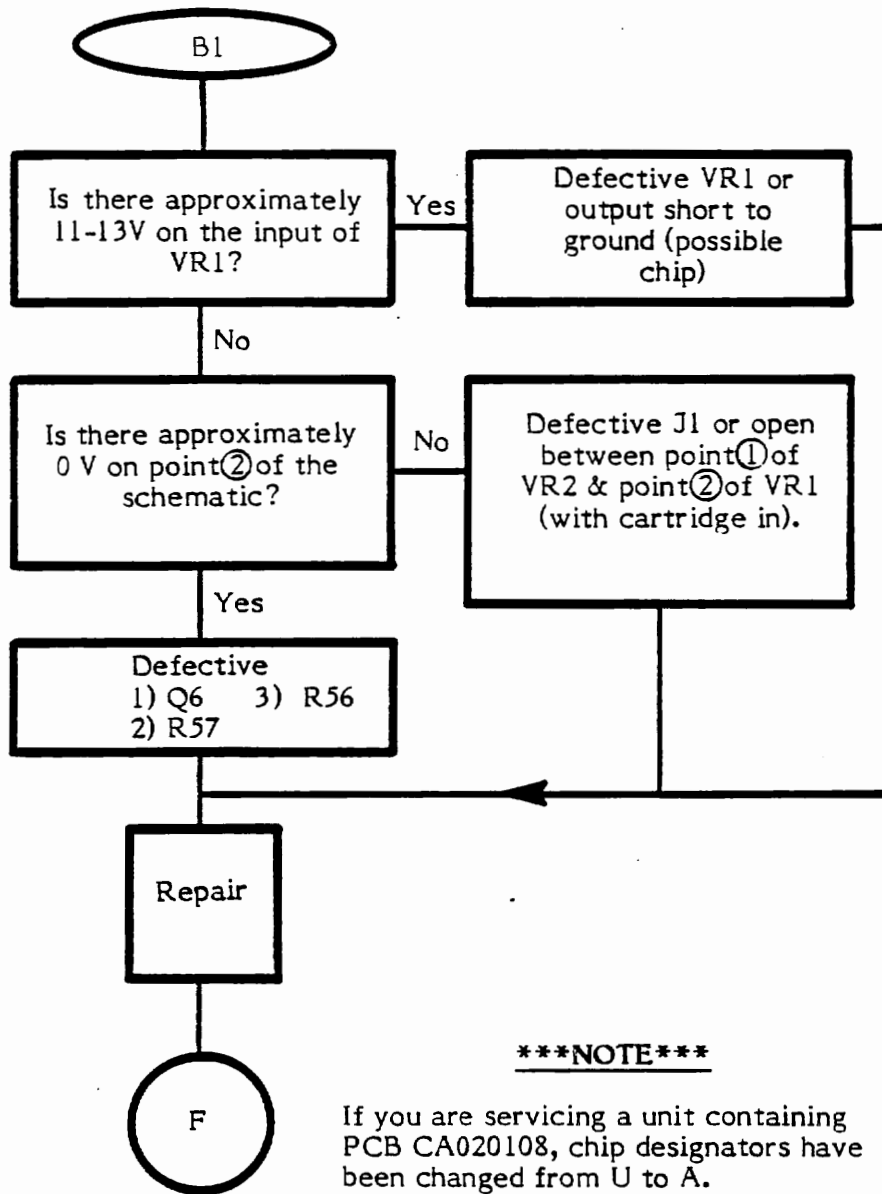 B1
Is there approximately
11-13V on the input of
VR1?
Yes
Defective VR1 or
output short to
ground (possible
chip)
No
Is there approximately
0 V on point②of the
schematic?
No
Defective J1 or open
between point①of
VR2 & point②of VR1
(with cartridge in).
Yes
Defective
1) Q6 3) R56
2) R57
Repair
F
***NOTE***
If you are servicing a unit containing
PCB CA020108, chip designators have
been changed from U to A.